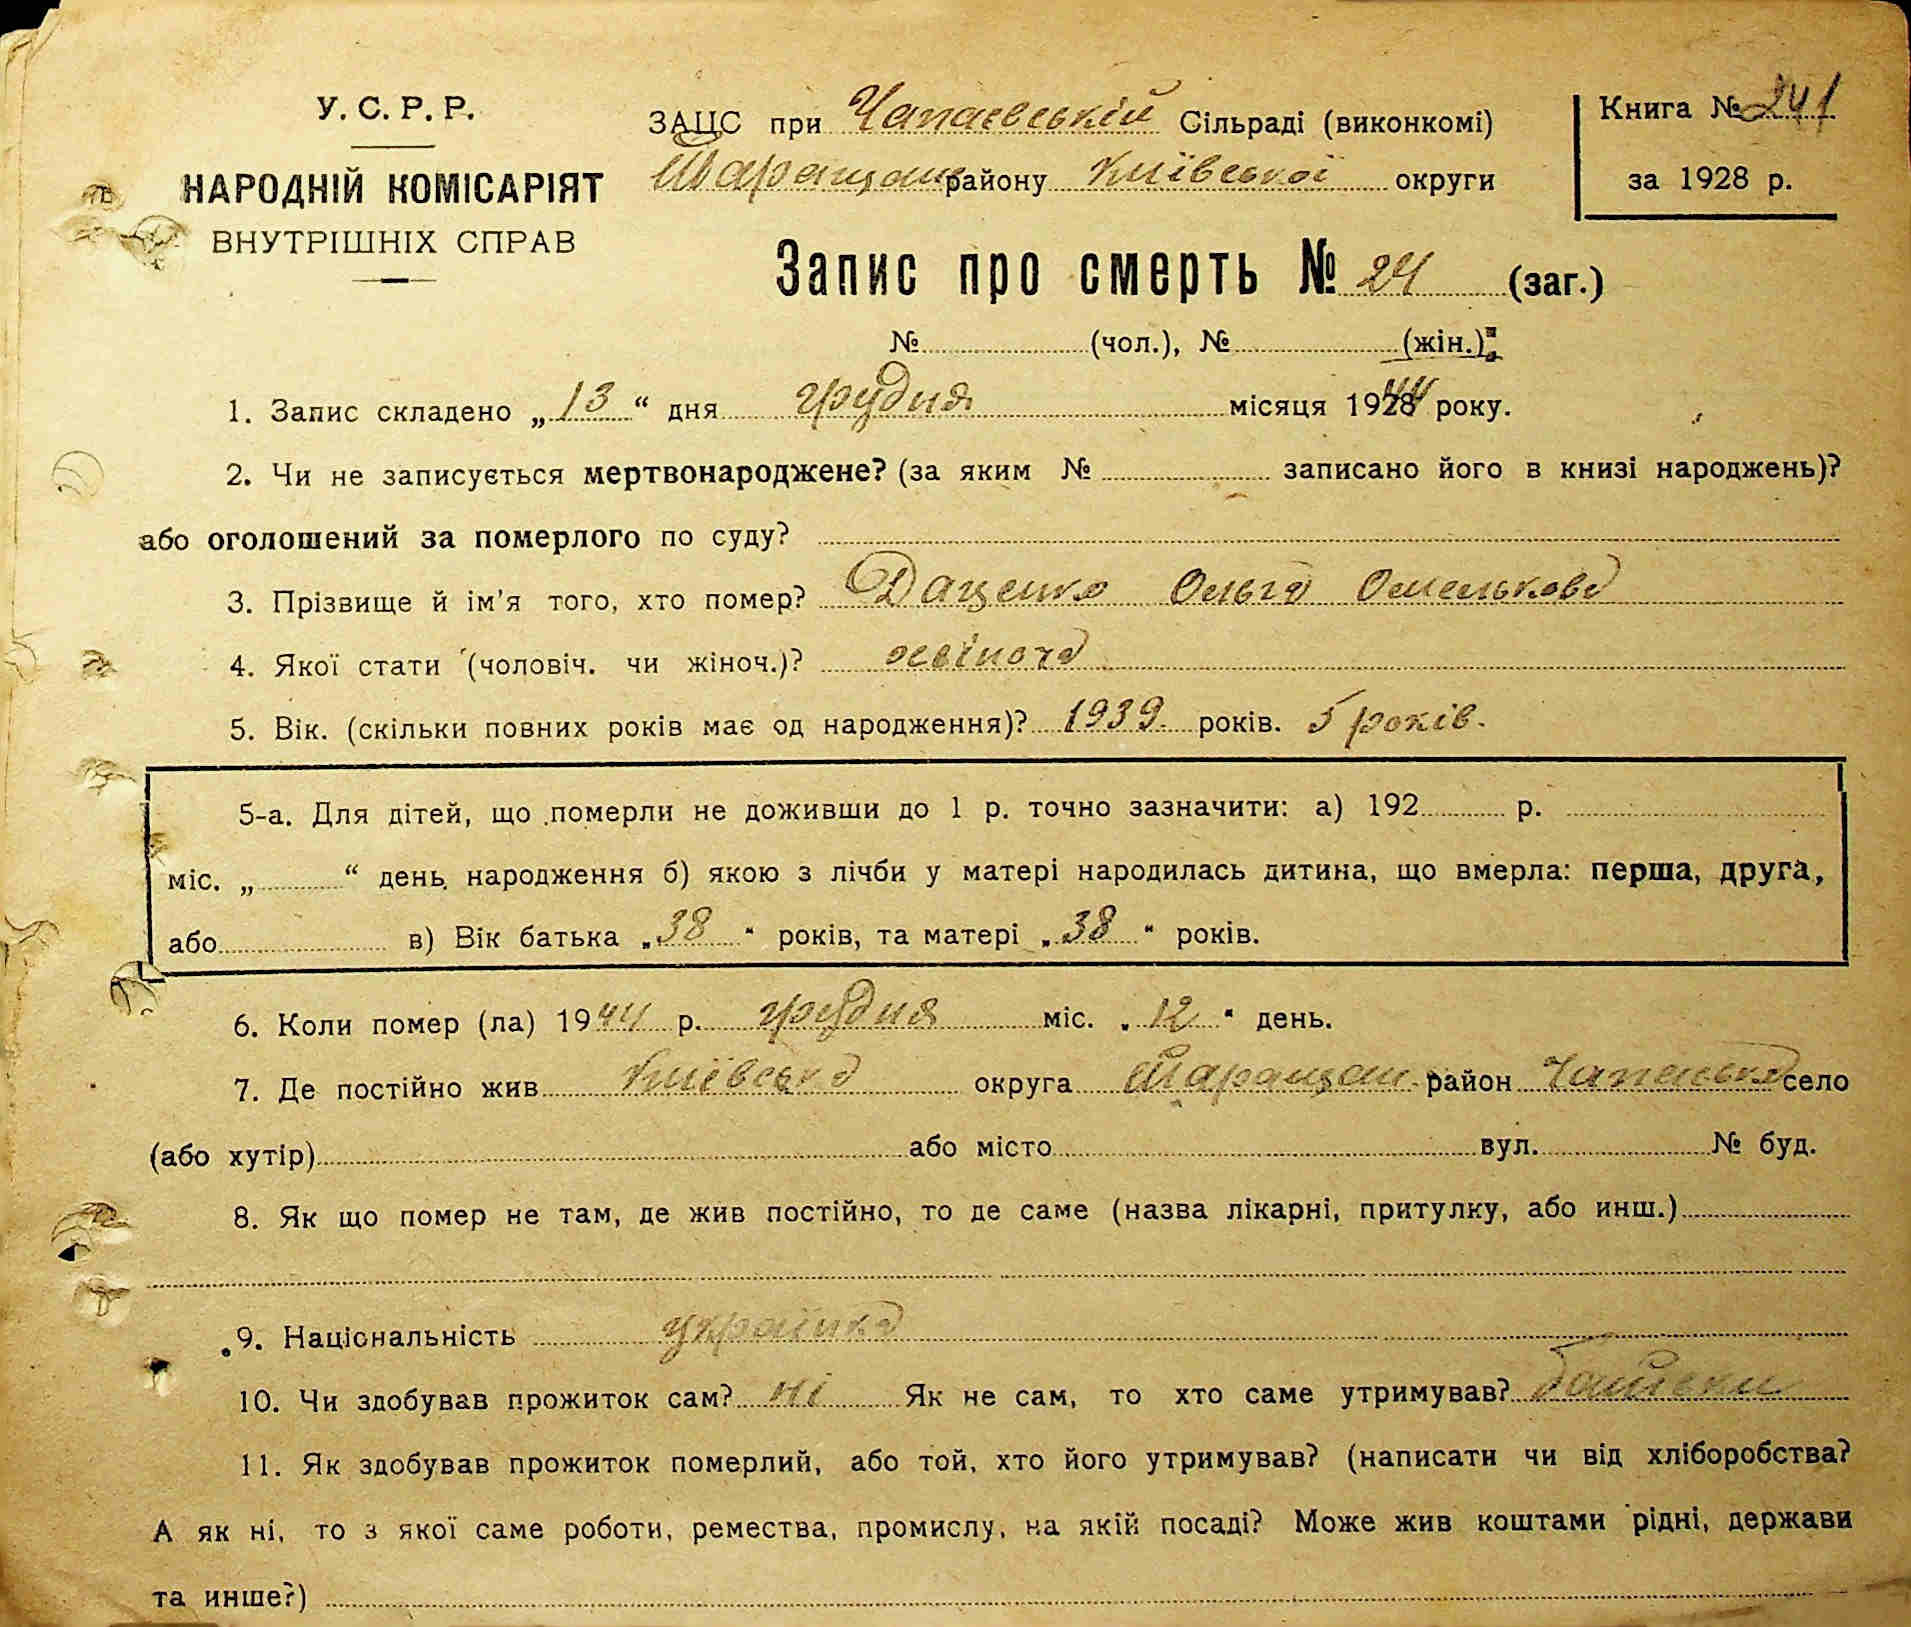 У.С.Р.Р.
НАРОДНІЙ КОМІСАРІЯТ
ВНУТРІШНІХ СПРАВ
ЗАЦС при Чапаєвській Сільраді (виконкомі)
Таращан району Київської округи
Книга № 241
за 1928 р.
Запис про смерть № 24 (заг.)
№ (чол.), № (жін.)
1. Запис складено „13“ дня грудня місяця 1944 року.
2. Чи не записується мертвонароджене? (за яким № записано його в книзі народжень)?
або оголошений за померлого по суду?
3. Прізвище й ім'я того, хто помер? Даценко Ольга Омелькова
4. Якої стати (чоловіч. чи жіноч.)? жіноча
5. Вік. (скільки повних років має од народження)? 1939 років. 5 років.
5-а. Для дітей, що померли не доживши до 1 р. точно зазначити: а) 192 р.
міс. „ “ день народження б) якою з лічби у матері народилась дитина, що вмерла: перша, друга,
або в) Вік батька „38“ років, та матері „38“ років.
6. Коли помер (ла) 1944 р. грудня міс. „12“ день.
7. Де постійно жив Київська округа Таращан район село
(або хутір) або місто вул. № буд.
8. Як що помер не там, де жив постійно, то де саме (назва лікарні, притулку, або инш.)
9. Національність українка
10. Чи здобував прожиток сам? ні Як не сам, то хто саме утримував? батьки
11. Як здобував прожиток померлий, або той, хто його утримував? (написати чи від хліборобства?
А як ні, то з якої саме роботи, ремества, промислу, на якій посаді? Може жив коштами рідні, держави
та инше?)